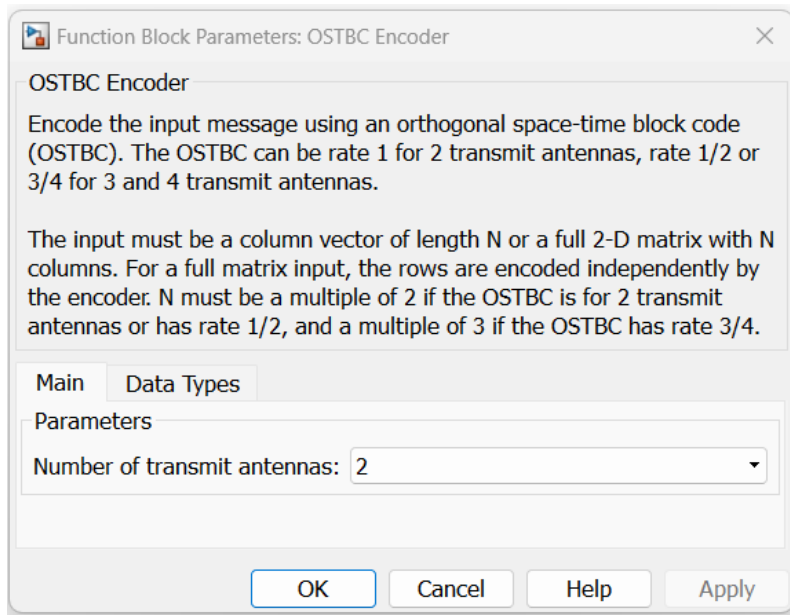 Function Block Parameters: OSTBC Encoder
OSTBC Encoder
Encode the input message using an orthogonal space-time block code
(OSTBC). The OSTBC can be rate 1 for 2 transmit antennas, rate 1/2 or
3/4 for 3 and 4 transmit antennas.
The input must be a column vector of length N or a full 2-D matrix with N
columns. For a full matrix input, the rows are encoded independently by
the encoder. N must be a multiple of 2 if the OSTBC is for 2 transmit
antennas or has rate 1/2, and a multiple of 3 if the OSTBC has rate 3/4.
Main Data Types
Parameters
Number of transmit antennas: 2
OK Cancel Help Apply